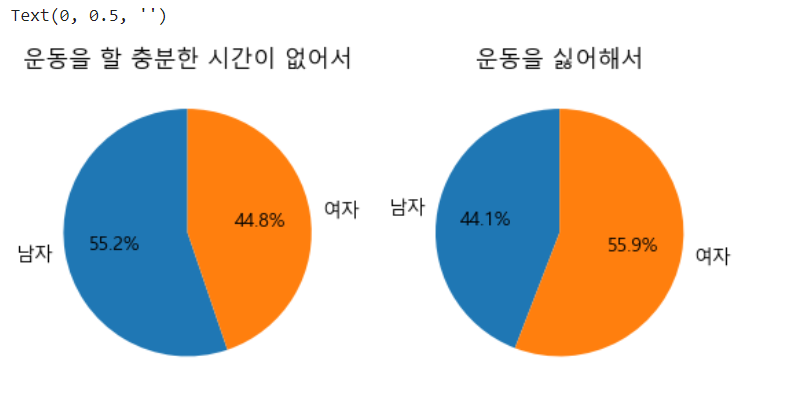 Text(0, 0.5, '')
운동을 할 충분한 시간이 없어서
남자
55.2%
44.8%
여자
운동을 싫어해서
남자
44.1%
55.9%
여자